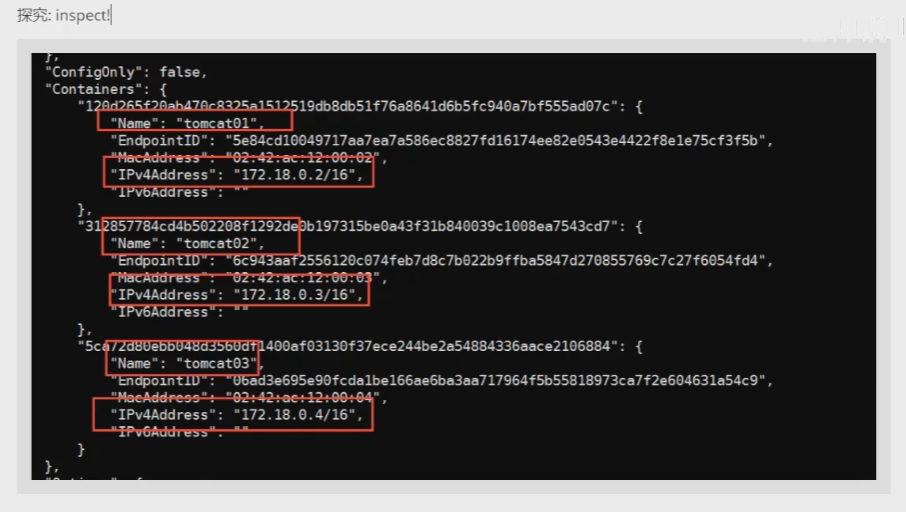 探究: inspect!
},
"ConfigOnly": false,
"Containers": {
"120d265f20ab470c8325a1512519db8db51f76a8641d6b5fc940a7bf555ad07c": {
"Name": "tomcat01",
"EndpointID": "5e84cd10049717aa7ea7a586ec8827fd16174ee82e0543e4422f8e1e75cf3f5b",
"MacAddress": "02:42:ac:12:00:02",
"IPv4Address": "172.18.0.2/16",
"IPv6Address": ""
},
"312857784cd4b502208f1292de0b197315be0a43f31b840039c1008ea7543cd7": {
"Name": "tomcat02",
"EndpointID": "6c943aaf2556120c074feb7d8c7b022b9ffba5847d270855769c7c27f6054fd4",
"MacAddress": "02:42:ac:12:00:03",
"IPv4Address": "172.18.0.3/16",
"IPv6Address": ""
},
"5ca72d80ebb048d3560df1400af03130f37ece244be2a54884336aace2106884": {
"Name": "tomcat03",
"EndpointID": "06ad3e695e90fcda1be166ae6ba3aa717964f5b55818973ca7f2e604631a54c9",
"MacAddress": "02:42:ac:12:00:04",
"IPv4Address": "172.18.0.4/16",
"IPv6Address": ""
}
},